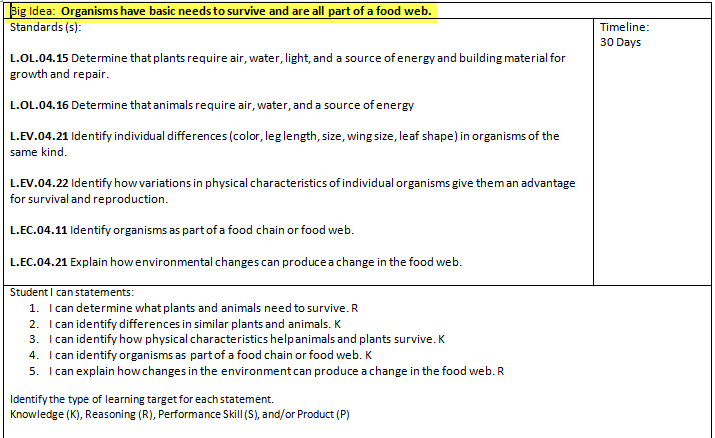 Big Idea: Organisms have basic needs to survive and are all part of a food web.
Standards (s):
L.OL.04.15 Determine that plants require air, water, light, and a source of energy and building material for
growth and repair.
L.OL.04.16 Determine that animals require air, water, and a source of energy
L.EV.04.21 Identify individual differences (color, leg length, size, wing size, leaf shape) in organisms of the
same kind.
L.EV.04.22 Identify how variations in physical characteristics of individual organisms give them an advantage
for survival and reproduction.
L.EC.04.11 Identify organisms as part of a food chain or food web.
L.EC.04.21 Explain how environmental changes can produce a change in the food web.
Timeline:
30 Days
Student I can statements:
1. I can determine what plants and animals need to survive. R
2. I can identify differences in similar plants and animals. K
3. I can identify how physical characteristics help animals and plants survive. K
4. I can identify organisms as part of a food chain or food web. K
5. I can explain how changes in the environment can produce a change in the food web. R
Identify the type of learning target for each statement.
Knowledge (K), Reasoning (R), Performance Skill (S), and/or Product (P)